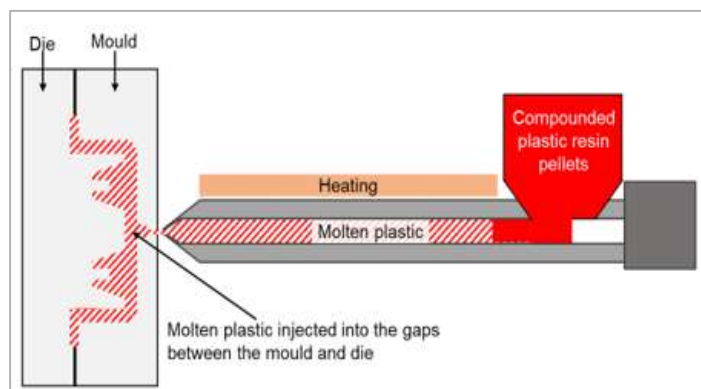 Die
Mould
Compounded
plastic resin
pellets
Heating
Molten plastic
Molten plastic injected into the gaps
between the mould and die